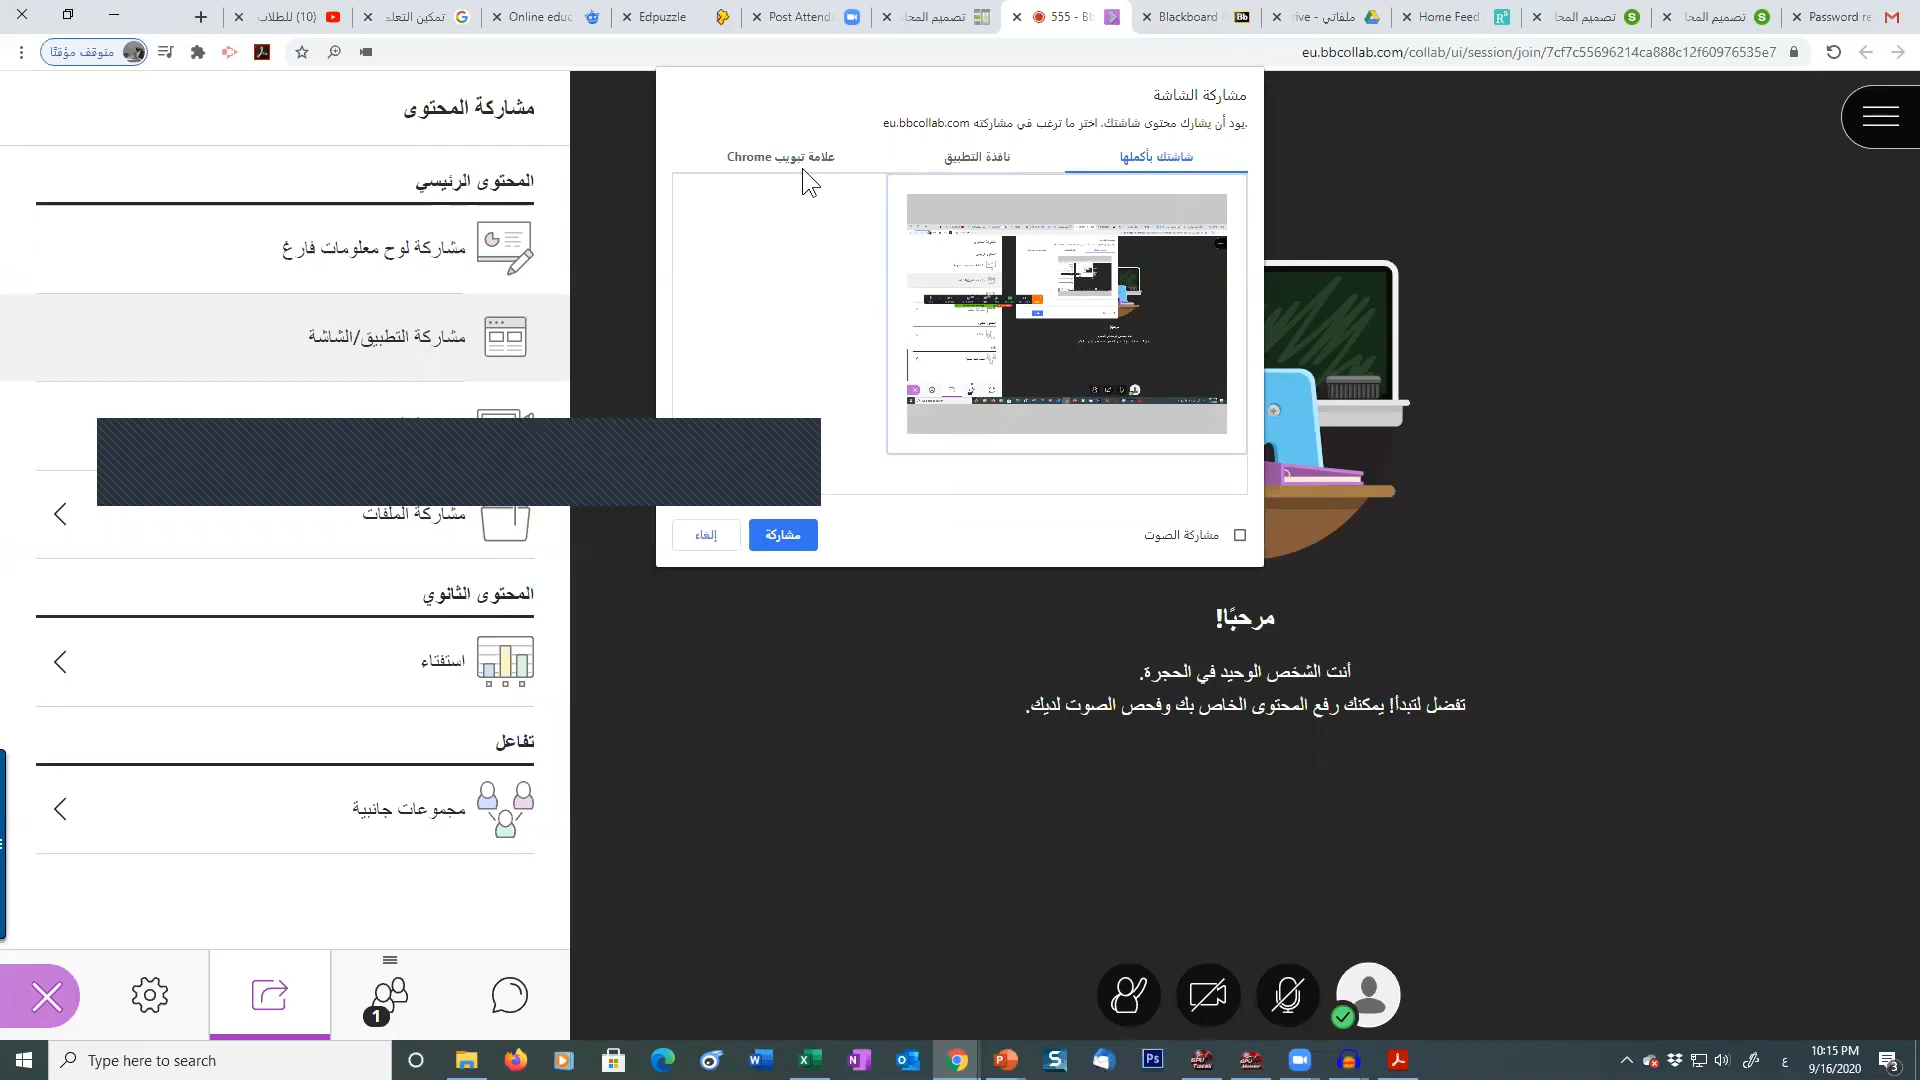 (10) للطلاب
تمكين التعلم
Online educ
Edpuzzle
Post Attend
تصميم المحا
555 - Bb
Blackboard
ملفاتي - rive
Home Feed
تصميم المحا
تصميم المحا
Password re
متوقف مؤقتًا
eu.bbcollab.com/collab/ui/session/join/7cf7c55696214ca888c12f60976535e7
مشاركة المحتوى
المحتوى الرئيسي
مشاركة لوح معلومات فارغ
مشاركة التطبيق/الشاشة
مشاركة الملفات
المحتوى الثانوي
استفتاء
تفاعل
مجموعات جانبية
1
مشاركة الشاشة
يود أن يشارك محتوى شاشتك. اختر ما ترغب في مشاركته eu.bbcollab.com.
شاشتك بأكملها
نافذة التطبيق
علامة تبويب Chrome
مشاركة الصوت
مشاركة
إلغاء
مرحبًا!
أنت الشخص الوحيد في الحجرة.
تفضل لتبدأ! يمكنك رفع المحتوى الخاص بك وفحص الصوت لديك.
Type here to search
ع
10:15 PM
9/16/2020
3